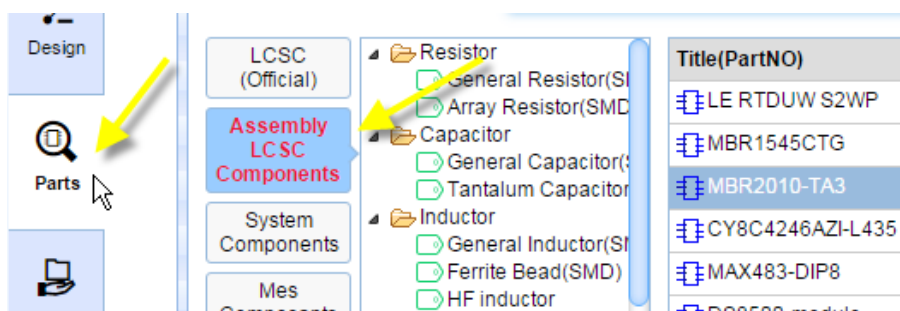 Design
Parts
LCSC
(Official)
Assembly
LCSC
Components
System
Components
Mes
Resistor
General Resistor(S
Array Resistor(SMD
Capacitor
General Capacitor(
Tantalum Capacitor
Inductor
General Inductor(S
Ferrite Bead(SMD)
HF inductor
Title(PartNO)
LE RTDUW S2WP
MBR1545CTG
MBR2010-TA3
CY8C4246AZI-L435
MAX483-DIP8